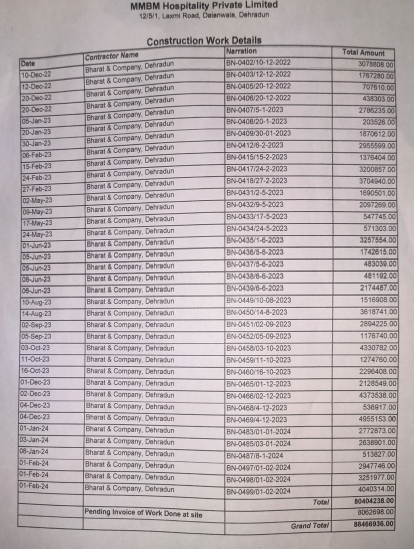 MMBM Hospitality Private Limited
12/5/1, Laxmi Road, Dalanwala, Dehradun
Construction Work Details
Date Contractor Name Narration Total Amount
10-Dec-22 Bharat & Company, Dehradun BN-0402/10-12-2022 3078808.00
12-Dec-22 Bharat & Company, Dehradun BN-0403/12-12-2022 1767280.00
20-Dec-22 Bharat & Company, Dehradun BN-0405/20-12-2022 707610.00
20-Dec-22 Bharat & Company, Dehradun BN-0406/20-12-2022 438303.00
05-Jan-23 Bharat & Company, Dehradun BN-0407/5-1-2023 2786235.00
20-Jan-23 Bharat & Company, Dehradun BN-0408/20-1-2023 203526.00
30-Jan-23 Bharat & Company, Dehradun BN-0409/30-01-2023 1870612.00
06-Feb-23 Bharat & Company, Dehradun BN-0412/6-2-2023 2955599.00
15-Feb-23 Bharat & Company, Dehradun BN-0415/15-2-2023 1376404.00
24-Feb-23 Bharat & Company, Dehradun BN-0417/24-2-2023 3200857.00
27-Feb-23 Bharat & Company, Dehradun BN-0418/27-2-2023 3704940.00
02-May-23 Bharat & Company, Dehradun BN-0431/2-5-2023 1690501.00
09-May-23 Bharat & Company, Dehradun BN-0432/9-5-2023 2097269.00
17-May-23 Bharat & Company, Dehradun BN-0433/17-5-2023 547745.00
24-May-23 Bharat & Company, Dehradun BN-0434/24-5-2023 571303.00
01-Jun-23 Bharat & Company, Dehradun BN-0435/1-6-2023 3257554.00
05-Jun-23 Bharat & Company, Dehradun BN-0436/5-6-2023 1742615.00
05-Jun-23 Bharat & Company, Dehradun BN-0437/5-6-2023 483039.00
06-Jun-23 Bharat & Company, Dehradun BN-0438/6-6-2023 481192.00
06-Jun-23 Bharat & Company, Dehradun BN-0439/6-6-2023 2174487.00
10-Aug-23 Bharat & Company, Dehradun BN-0449/10-08-2023 1516908.00
14-Aug-23 Bharat & Company, Dehradun BN-0450/14-8-2023 3618741.00
02-Sep-23 Bharat & Company, Dehradun BN-0451/02-09-2023 2894225.00
05-Sep-23 Bharat & Company, Dehradun BN-0452/05-09-2023 1176740.00
03-Oct-23 Bharat & Company, Dehradun BN-0458/03-10-2023 4330782.00
11-Oct-23 Bharat & Company, Dehradun BN-0459/11-10-2023 1274760.00
16-Oct-23 Bharat & Company, Dehradun BN-0460/16-10-2023 2296408.00
01-Dec-23 Bharat & Company, Dehradun BN-0465/01-12-2023 2128549.00
02-Dec-23 Bharat & Company, Dehradun BN-0466/02-12-2023 4373538.00
04-Dec-23 Bharat & Company, Dehradun BN-0468/4-12-2023 536917.00
04-Dec-23 Bharat & Company, Dehradun BN-0469/4-12-2023 4955153.00
01-Jan-24 Bharat & Company, Dehradun BN-0483/01-01-2024 2772873.00
03-Jan-24 Bharat & Company, Dehradun BN-0485/03-01-2024 2638901.00
08-Jan-24 Bharat & Company, Dehradun BN-0487/8-1-2024 513827.00
01-Feb-24 Bharat & Company, Dehradun BN-0497/01-02-2024 2947746.00
01-Feb-24 Bharat & Company, Dehradun BN-0498/01-02-2024 3251977.00
01-Feb-24 Bharat & Company, Dehradun BN-0499/01-02-2024 4040314.00
Total 80404238.00
Pending Invoice of Work Done at site 8062698.00
Grand Total 88466936.00